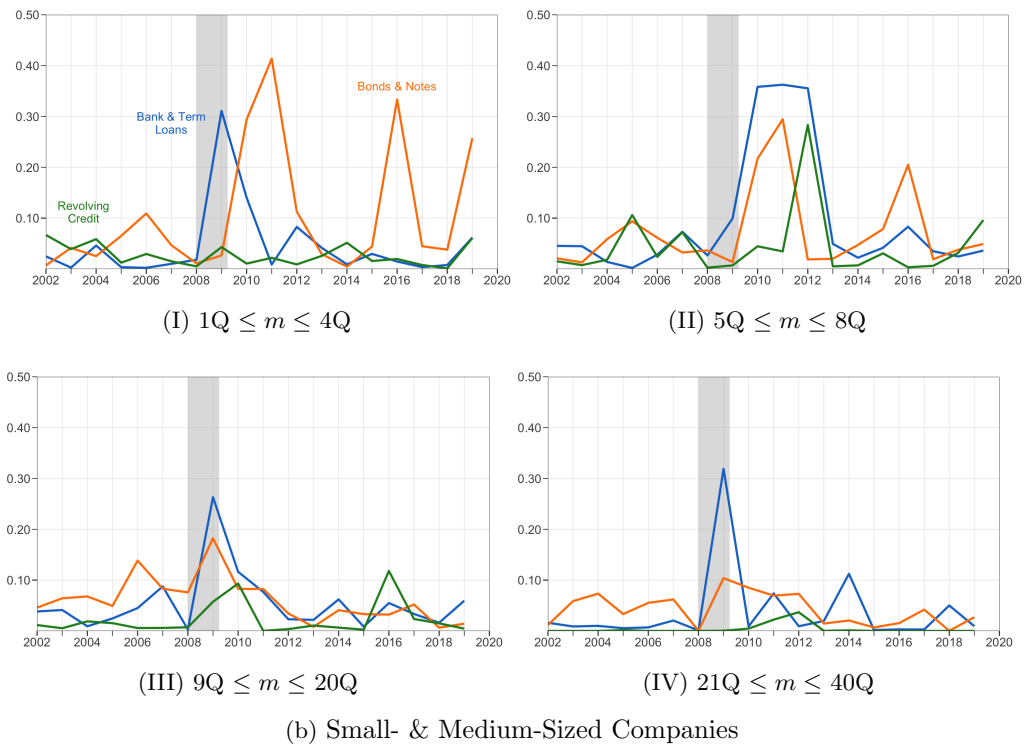 0.50
0.40
0.30
0.20
0.10
Bank & Term
Loans
Bonds & Notes
Revolving
Credit
2002 2004 2006 2008 2010 2012 2014 2016 2018 2020
(I) 1Q ≤ m ≤ 4Q
0.50
0.40
0.30
0.20
0.10
2002 2004 2006 2008 2010 2012 2014 2016 2018 2020
(II) 5Q ≤ m ≤ 8Q
0.50
0.40
0.30
0.20
0.10
2002 2004 2006 2008 2010 2012 2014 2016 2018 2020
(III) 9Q ≤ m ≤ 20Q
0.50
0.40
0.30
0.20
0.10
2002 2004 2006 2008 2010 2012 2014 2016 2018 2020
(IV) 21Q ≤ m ≤ 40Q
(b) Small- & Medium-Sized Companies